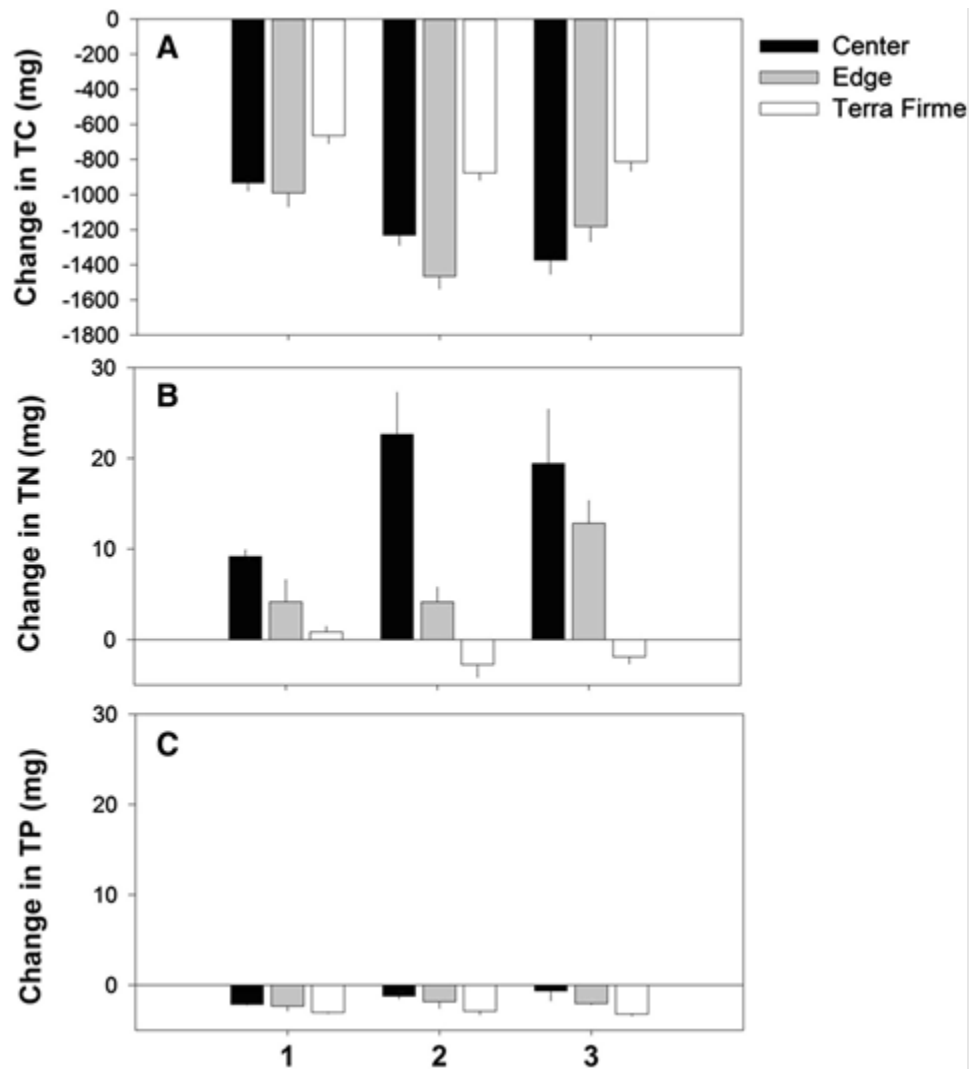 A
Change in TC (mg)
0
-200
-400
-600
-800
-1000
-1200
-1400
-1600
-1800
Center
Edge
Terra Firme
B
Change in TN (mg)
30
20
10
0
C
Change in TP (mg)
30
20
10
0
1 2 3